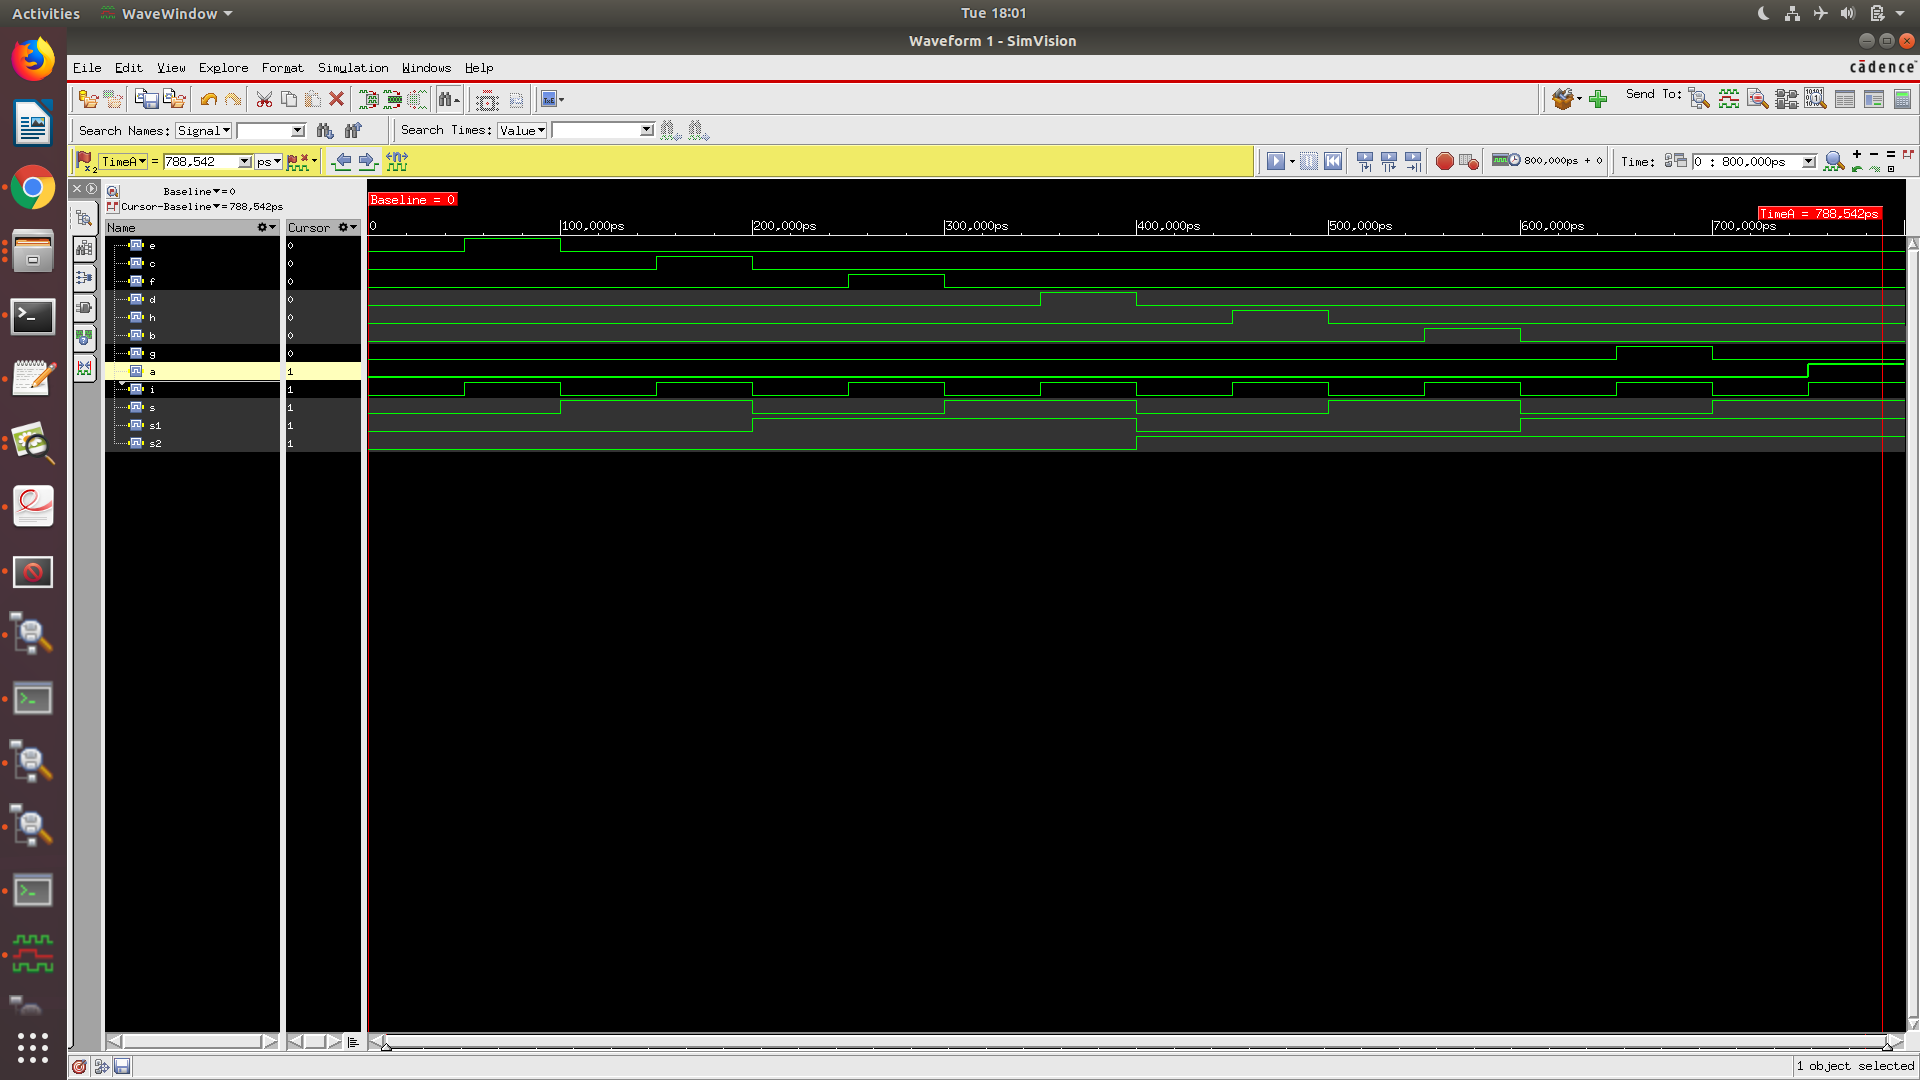 Activities WaveWindow Tue 18:01
Waveform 1 - SimVision
File Edit View Explore Format Simulation Windows Help cādence
Send To:
Search Names: Signal Search Times: Value
TimeA = 788,542 ps 800,000ps + 0 Time: 0 : 800,000ps
Baseline = 0
Cursor-Baseline = 788,542ps
Baseline = 0
TimeA = 788,542ps
Name Cursor 0 100,000ps 200,000ps 300,000ps 400,000ps 500,000ps 600,000ps 700,000ps
e 0
c 0
f 0
d 0
h 0
b 0
g 0
a 1
i 1
s 1
s1 1
s2 1
1 object selected